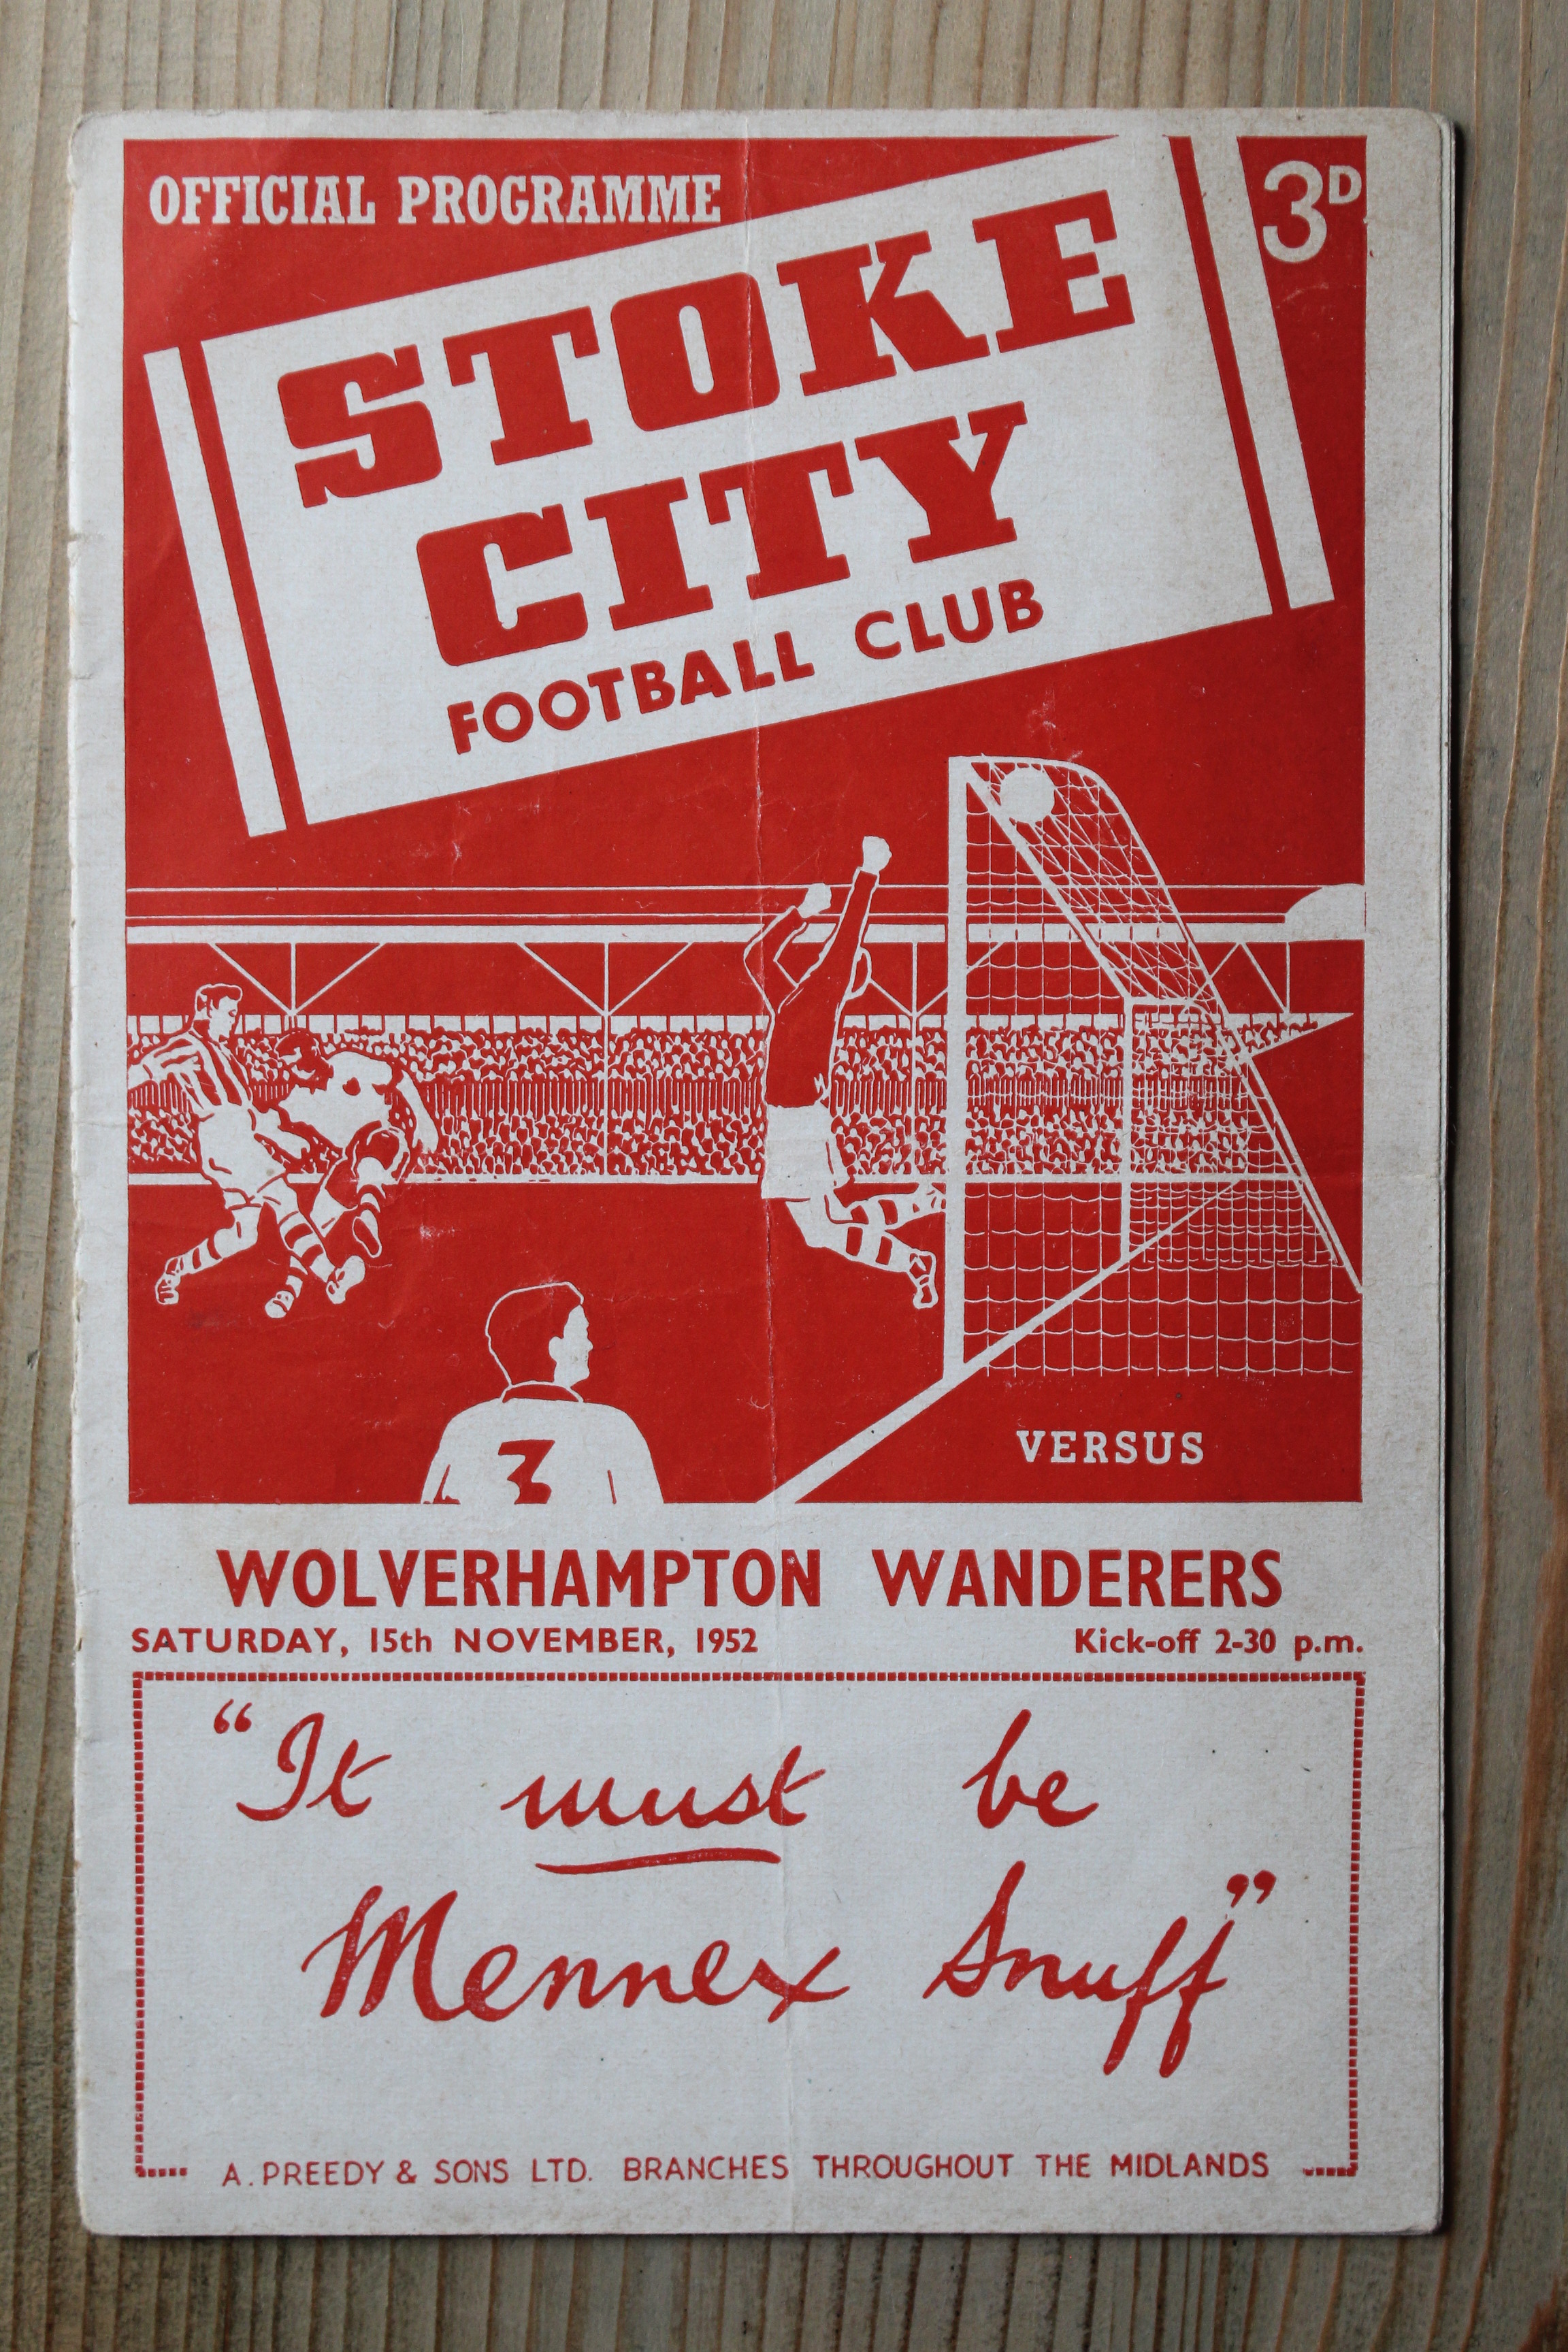 OFFICIAL PROGRAMME
3D
STOKE
CITY
FOOTBALL CLUB
3
VERSUS
WOLVERHAMPTON WANDERERS
SATURDAY, 15th NOVEMBER, 1952 Kick-off 2-30 p.m.
“It must be
Mennex Snuff”
A. PREEDY & SONS LTD. BRANCHES THROUGHOUT THE MIDLANDS